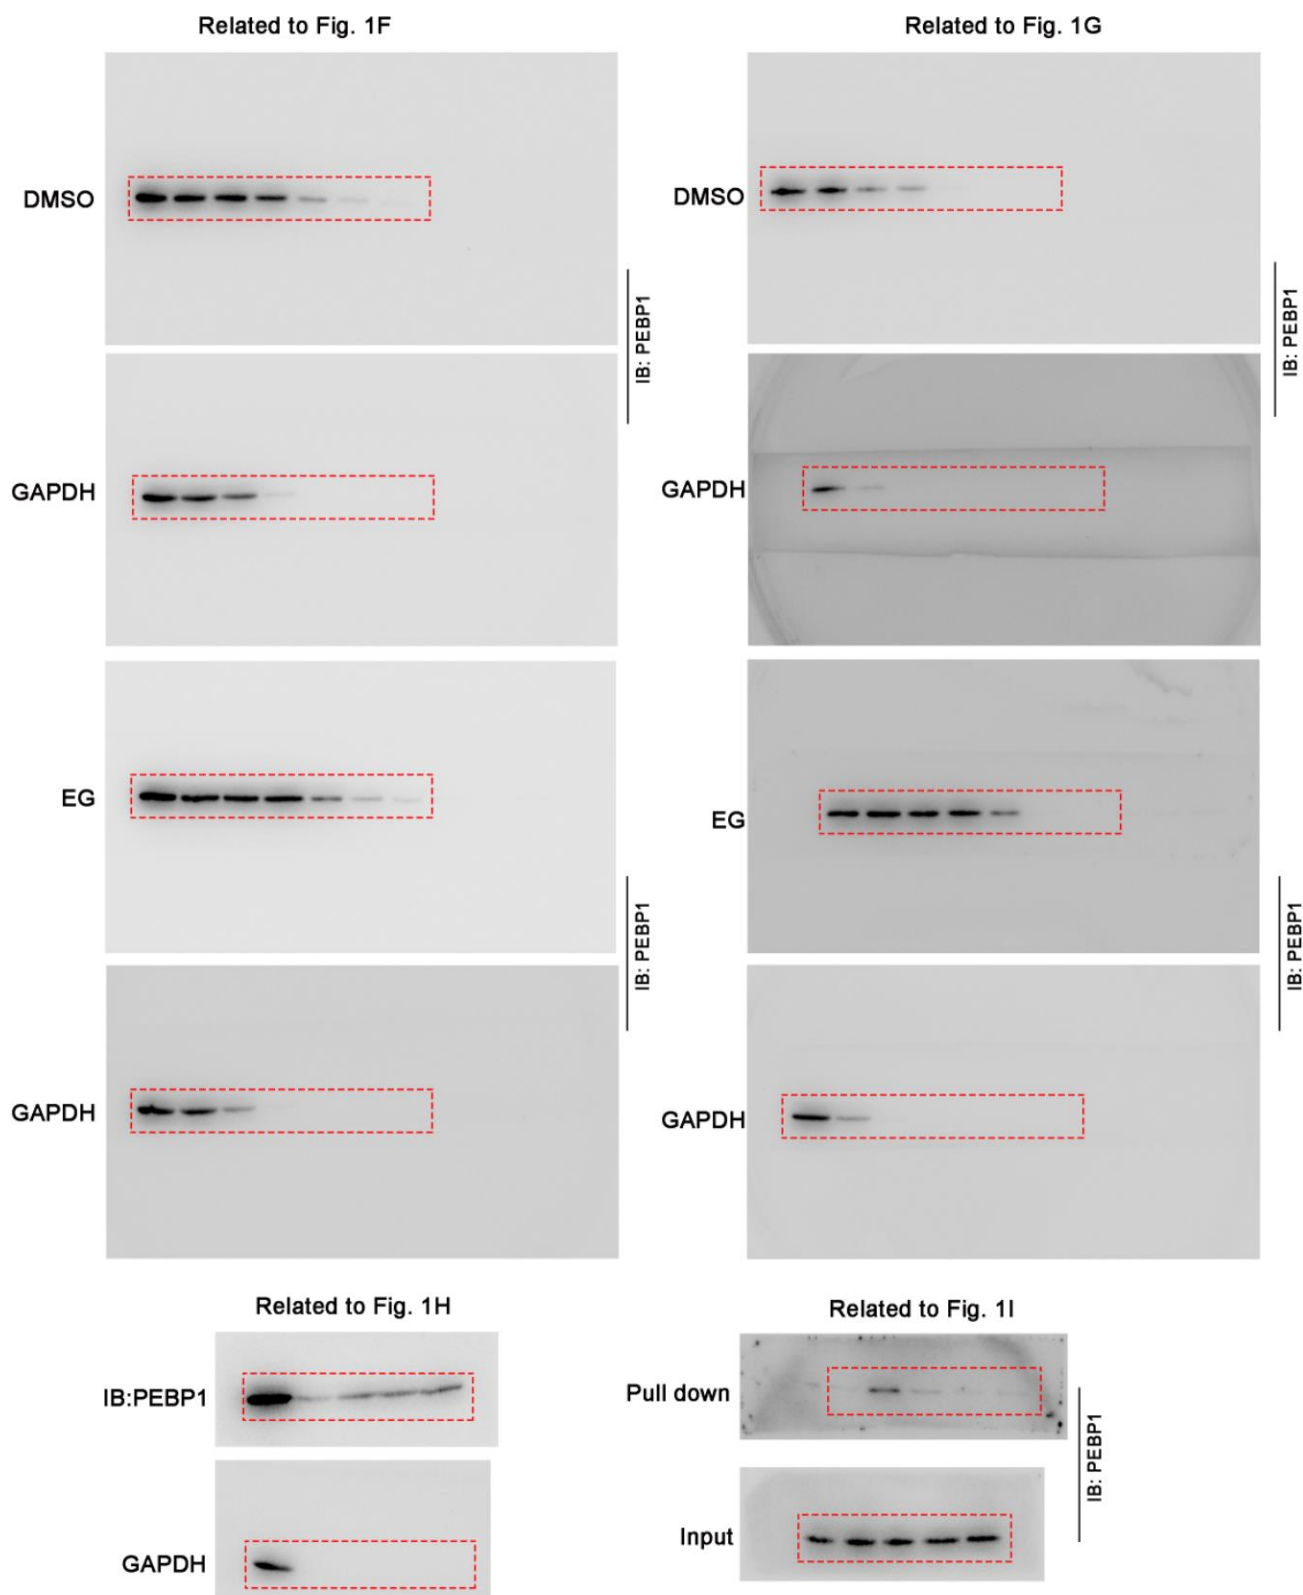 Related to Fig. 1F
DMSO
GAPDH
IB: PEBP1
EG
GAPDH
IB: PEBP1
Related to Fig. 1G
DMSO
GAPDH
IB: PEBP1
EG
GAPDH
IB: PEBP1
Related to Fig. 1H
IB:PEBP1
GAPDH
Related to Fig. 1I
Pull down
Input
IB: PEBP1